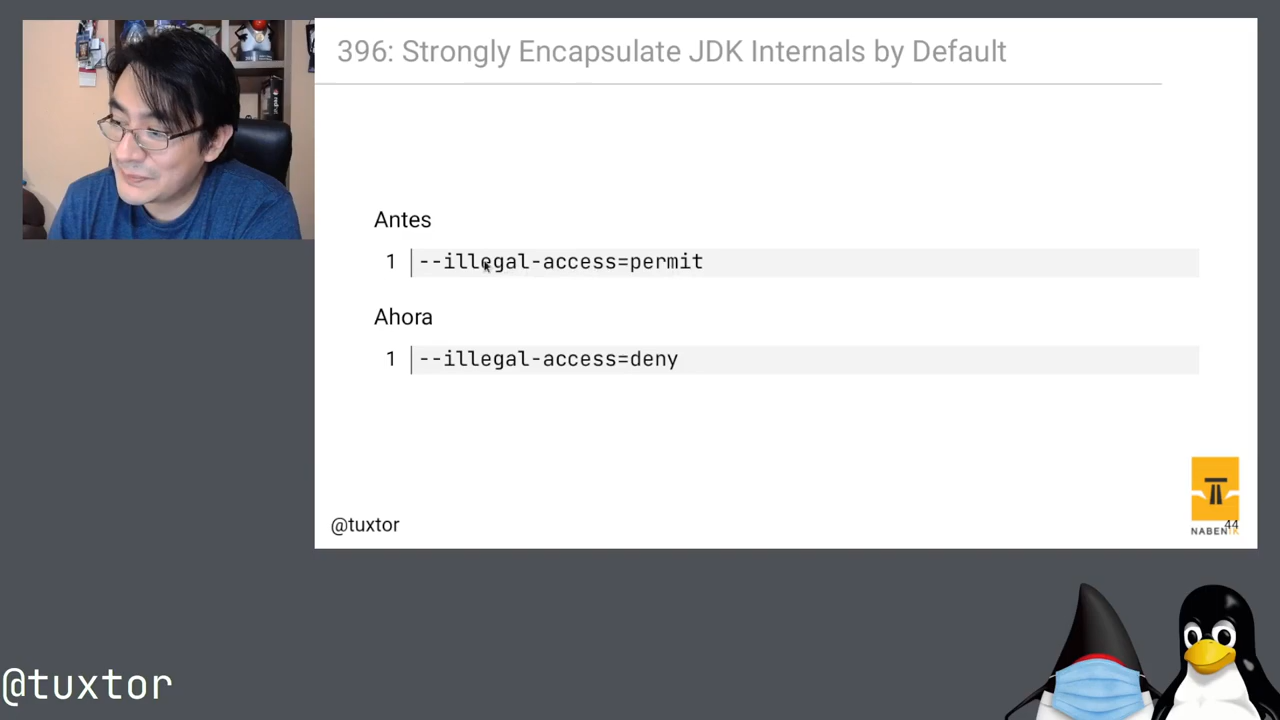 396: Strongly Encapsulate JDK Internals by Default
Antes
1 --illegal-access=permit
Ahora
1 --illegal-access=deny
@tuxtor
44
NABENIK
@tuxtor